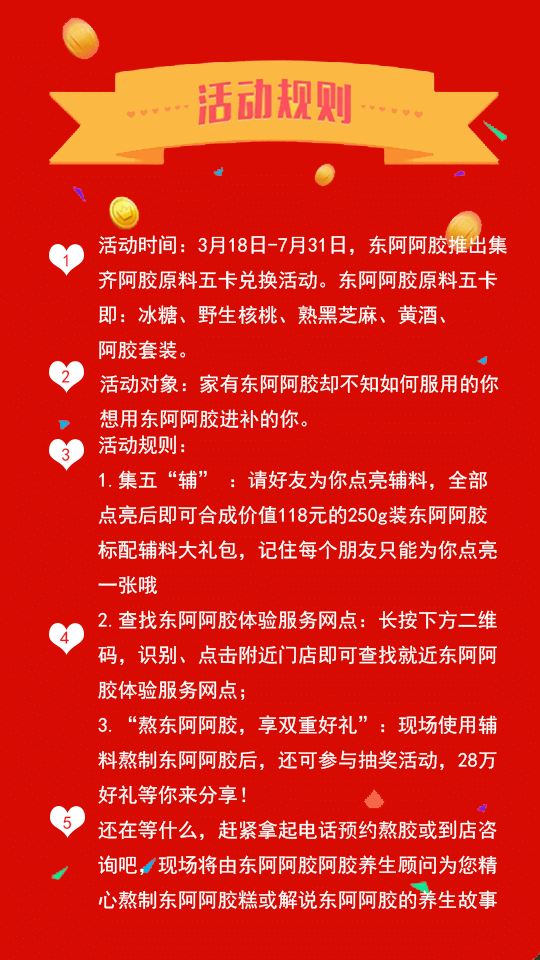 活动规则
1
活动时间：3月18日-7月31日，东阿阿胶推出集
齐阿胶原料五卡兑换活动。东阿阿胶原料五卡
即：冰糖、野生核桃、熟黑芝麻、黄酒、
阿胶套装。
2
活动对象：家有东阿阿胶却不知如何服用的你
想用东阿阿胶进补的你。
3
活动规则：
1.集五“辅”：请好友为你点亮辅料，全部
点亮后即可合成价值118元的250g装东阿阿胶
标配辅料大礼包，记住每个朋友只能为你点亮
一张哦
4
2.查找东阿阿胶体验服务网点：长按下方二维
码，识别、点击附近门店即可查找就近东阿阿
胶体验服务网点；
3.“熬东阿阿胶，享双重好礼”：现场使用辅
料熬制东阿阿胶后，还可参与抽奖活动，28万
好礼等你来分享！
5
还在等什么，赶紧拿起电话预约熬胶或到店咨
询吧，现场将由东阿阿胶阿胶养生顾问为您精
心熬制东阿阿胶糕或解说东阿阿胶的养生故事